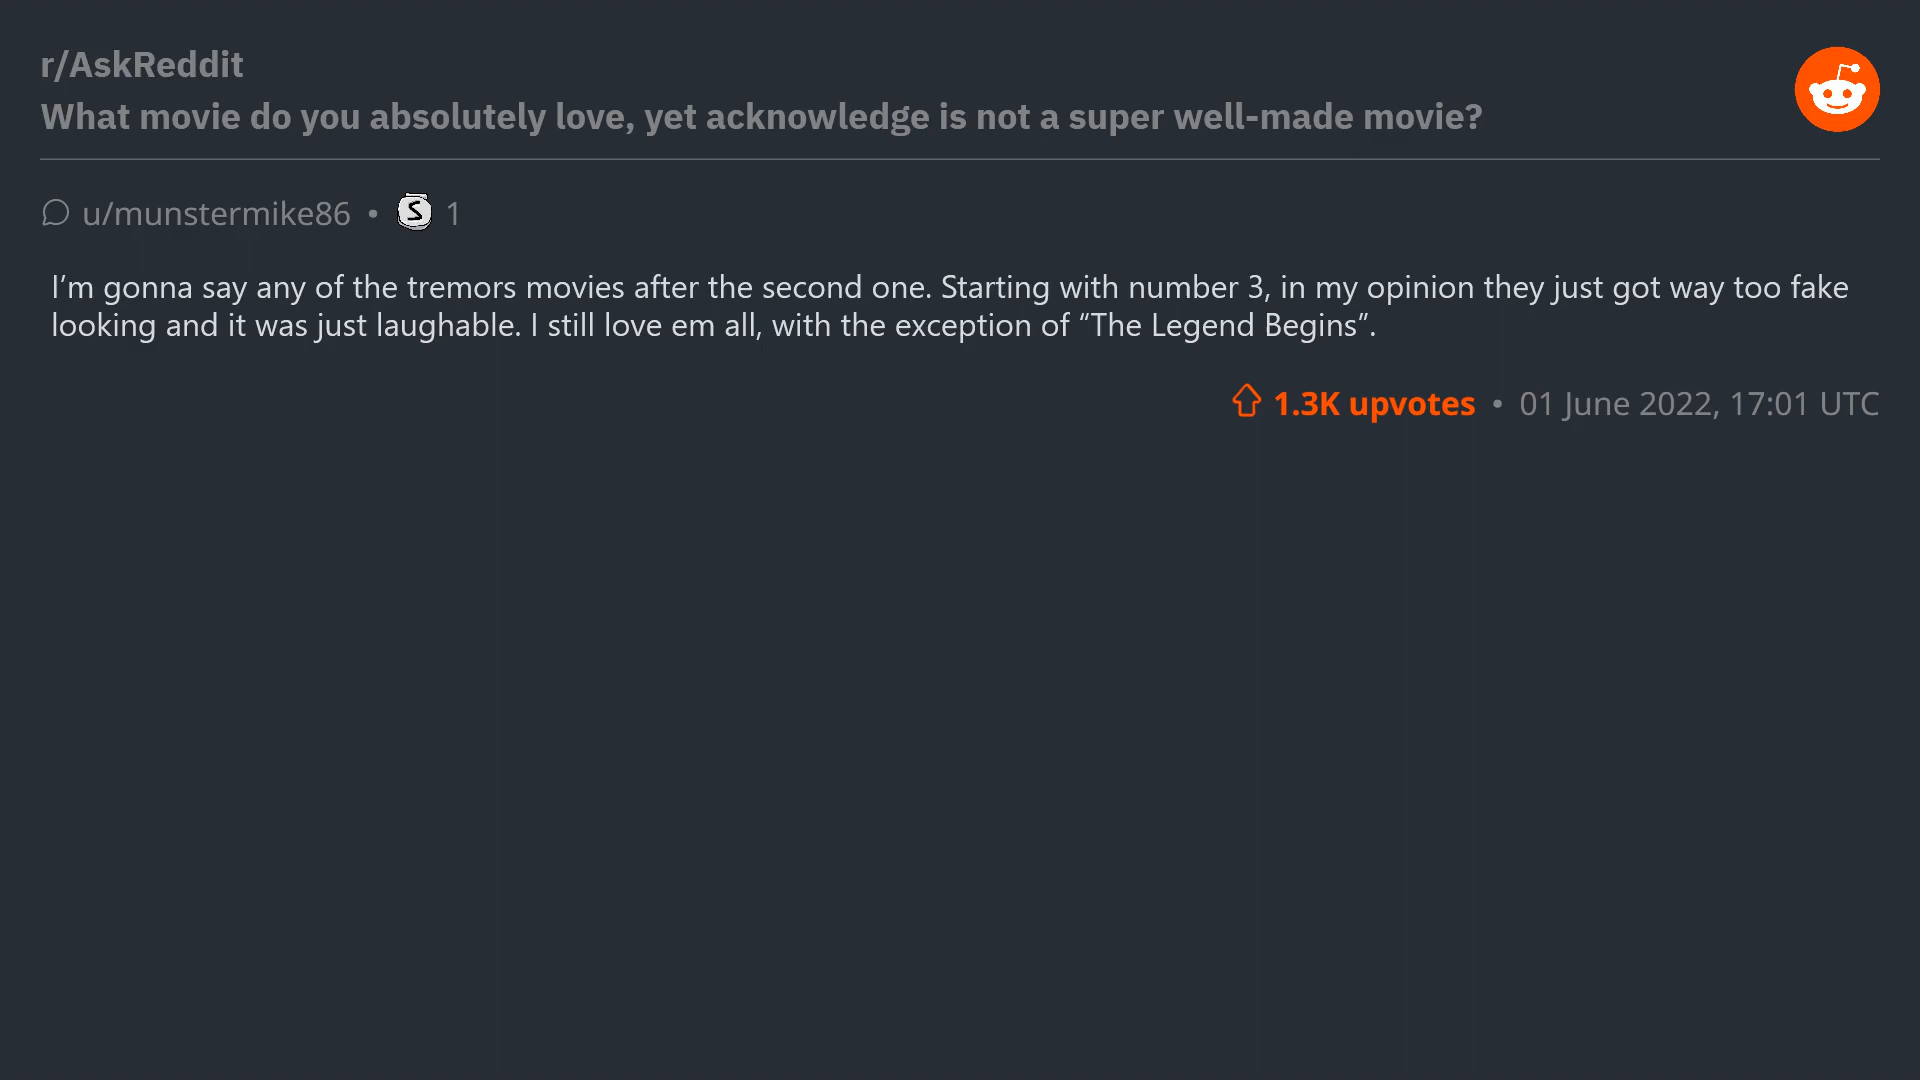 r/AskReddit
What movie do you absolutely love, yet acknowledge is not a super well-made movie?
u/munstermike86 • S 1
I’m gonna say any of the tremors movies after the second one. Starting with number 3, in my opinion they just got way too fake
looking and it was just laughable. I still love em all, with the exception of “The Legend Begins”.
1.3K upvotes • 01 June 2022, 17:01 UTC